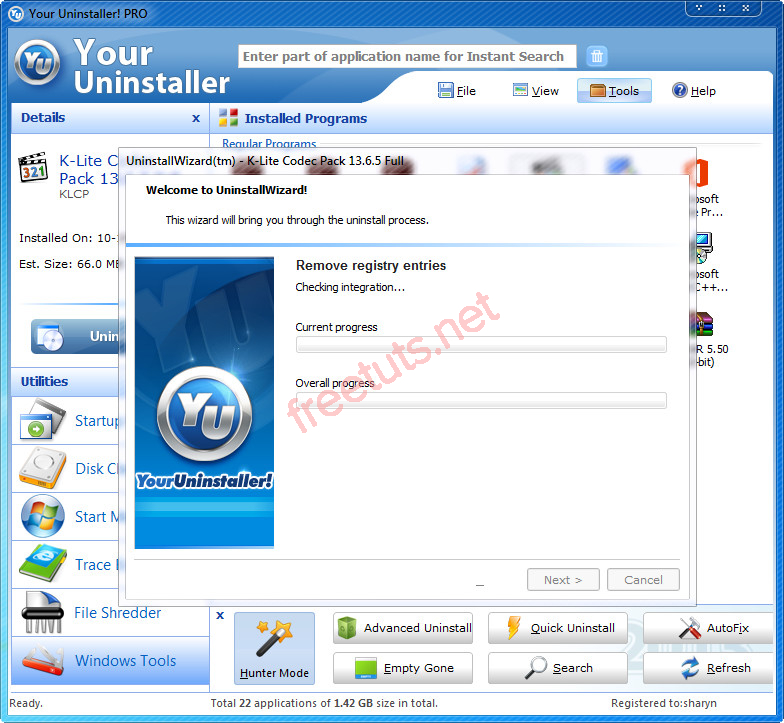 Your Uninstaller! PRO
YU
Your
Uninstaller
Enter part of application name for Instant Search
File
View
Tools
Help
Details
x
Installed Programs
Regular Programs
321
K-Lite C
Pack 13.
KLCP
Installed On: 10-
Est. Size: 66.0 MB
Unin
UninstallWizard(tm) - K-Lite Codec Pack 13.6.5 Full
Welcome to UninstallWizard!
This wizard will bring you through the uninstall process.
Remove registry entries
Checking integration...
Current progress
Overall progress
YU
YourUninstaller!
freetuts.net
Next >
Cancel
osoft
e Pr...
osoft
C++...
R 5.50
bit)
Utilities
Startup
Disk Cl
Start M
Trace
File Shredder
Windows Tools
x
Hunter Mode
Advanced Uninstall
Quick Uninstall
AutoFix
Empty Gone
Search
Refresh
Ready.
Total 22 applications of 1.42 GB size in total.
Registered to:sharyn